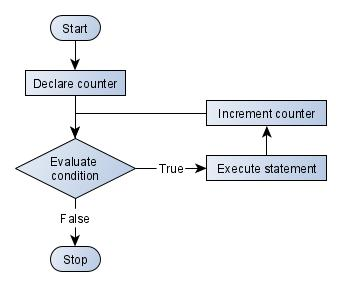 Start
Declare counter
Increment counter
Evaluate
condition
True
Execute statement
False
Stop